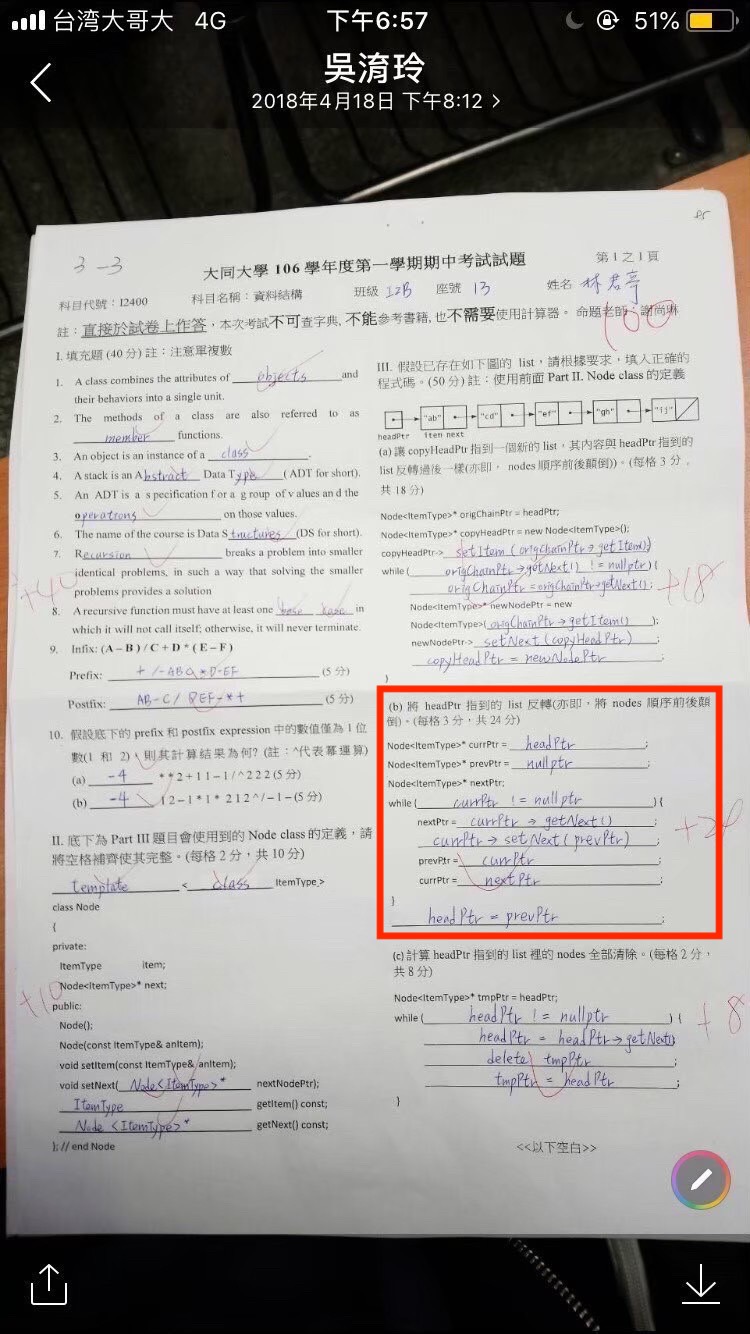 台湾大哥大 4G 下午6:57 51%
吳淯玲
2018年4月18日 下午8:12 >
85
3-3
大同大學 106 學年度第一學期期中考試試題 第1之1頁
科目代號：I2400 科目名稱：資料結構 班級 I2B 座號 13 姓名 林君亭
註：直接於試卷上作答，本次考試不可查字典, 不能參考書籍, 也不需要使用計算器。 命題老師：謝尚琳
100
I. 填充題 (40 分) 註：注意單複數
1. A class combines the attributes of objects and
their behaviors into a single unit.
2. The methods of a class are also referred to as
member functions.
3. An object is an instance of a class.
4. A stack is an Abstract Data Type (ADT for short).
5. An ADT is a specification for a group of values and the
operations on those values.
6. The name of the course is Data Structures (DS for short).
7. Recursion breaks a problem into smaller
identical problems, in such a way that solving the smaller
problems provides a solution
+40
8. A recursive function must have at least one base case in
which it will not call itself; otherwise, it will never terminate.
9. Infix: (A－B) / C + D * (E－F)
Prefix: + /-ABC*D-EF (5 分)
Postfix: AB-C/DEF-*+ (5 分)
10. 假設底下的 prefix 和 postfix expression 中的數值僅為 1 位
數(1 和 2)，則其計算結果為何? (註：^代表冪運算)
(a) -4 **2+11-1/^222 (5 分)
(b) -4 12-1*1*212^/-1-(5 分)
II. 底下為 Part III 題目會使用到的 Node class 的定義，請
將空格補齊使其完整。(每格 2 分，共 10 分)
template < class ItemType >
class Node
{
private:
ItemType item;
Node<ItemType>* next;
+10
public:
Node();
Node(const ItemType& anItem);
void setItem(const ItemType& anItem);
void setNext( Node<ItemType>* nextNodePtr);
ItemType getItem() const;
Node <ItemType>* getNext() const;
}; // end Node
III. 假設已存在如下圖的 list，請根據要求，填入正確的
程式碼。(50 分) 註：使用前面 Part II. Node class 的定義
"ab" "cd" "ef" "gh" "ij"
headPtr item next
(a) 讓 copyHeadPtr 指到一個新的 list，其內容與 headPtr 指到的
list 反轉過後一樣(亦即， nodes 順序前後顛倒)。(每格 3 分，
共 18 分)
Node<ItemType>* origChainPtr = headPtr;
Node<ItemType>* copyHeadPtr = new Node<ItemType>();
copyHeadPtr-> setItem (origChainPtr→getItem())
while ( origChainPtr→getNext() != nullptr ) {
origChainPtr = origChainPtr→getNext() ;
+18
Node<ItemType>* newNodePtr = new
Node<ItemType>( origChainPtr→getItem() );
newNodePtr-> setNext (copyHeadPtr) ;
copyHeadPtr = newNodePtr ;
}
(b) 將 headPtr 指到的 list 反轉(亦即，將 nodes 順序前後顛
倒)。(每格 3 分，共 24 分)
Node<ItemType>* currPtr = headPtr ;
Node<ItemType>* prevPtr = nullptr ;
Node<ItemType>* nextPtr;
while ( currPtr != nullptr ){
nextPtr = currPtr → getNext() ;
currPtr → setNext ( prevPtr) ;
+24
prevPtr = currPtr ;
currPtr = nextPtr ;
}
headPtr = prevPtr ;
(c) 計算 headPtr 指到的 list 裡的 nodes 全部清除。(每格 2 分，
共 8 分)
Node<ItemType>* tmpPtr = headPtr;
while ( headPtr != nullptr ) {
+8
headPtr = headPtr→getNext();
delete tmpPtr ;
tmpPtr = headPtr ;
}
<<以下空白>>